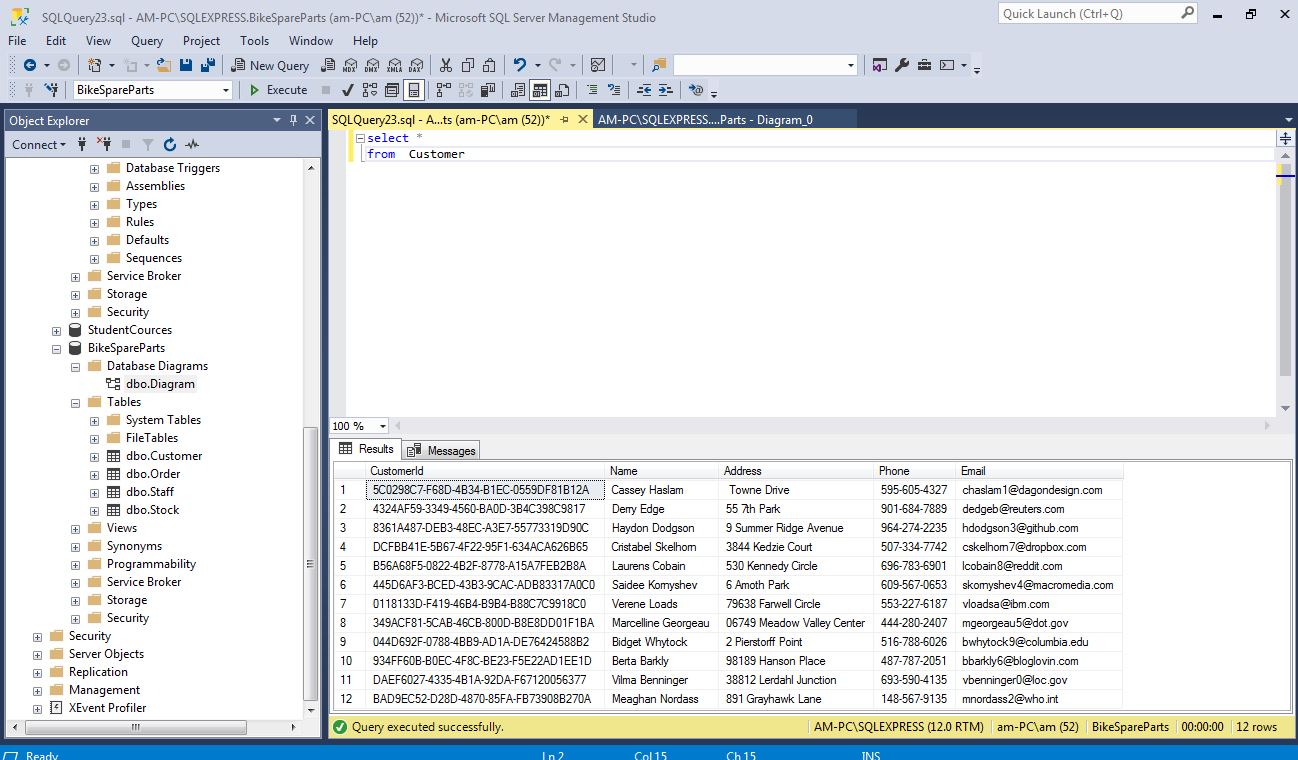 SQLQuery23.sql - AM-PC\SQLEXPRESS.BikeSpareParts (am-PC\am (52))* - Microsoft SQL Server Management Studio
Quick Launch (Ctrl+Q)
File Edit View Query Project Tools Window Help
New Query MDX DMX XMLA DAX
BikeSpareParts Execute
Object Explorer
Connect
Database Triggers
Assemblies
Types
Rules
Defaults
Sequences
Service Broker
Storage
Security
StudentCources
BikeSpareParts
Database Diagrams
dbo.Diagram
Tables
System Tables
FileTables
dbo.Customer
dbo.Order
dbo.Staff
dbo.Stock
Views
Synonyms
Programmability
Service Broker
Storage
Security
Security
Server Objects
Replication
Management
XEvent Profiler
SQLQuery23.sql - A...ts (am-PC\am (52))* AM-PC\SQLEXPRESS....Parts - Diagram_0
select *
from Customer
100 %
Results Messages
CustomerId Name Address Phone Email
1 5C0298C7-F68D-4B34-B1EC-0559DF81B12A Cassey Haslam Towne Drive 595-605-4327 chaslam1@dagondesign.com
2 4324AF59-3349-4560-BA0D-3B4C398C9817 Derry Edge 55 7th Park 901-684-7889 dedgeb@reuters.com
3 8361A487-DEB3-48EC-A3E7-55773319D90C Haydon Dodgson 9 Summer Ridge Avenue 964-274-2235 hdodgson3@github.com
4 DCFBB41E-5B67-4F22-95F1-634ACA626B65 Cristabel Skelhorn 3844 Kedzie Court 507-334-7742 cskelhorn7@dropbox.com
5 B56A68F5-0822-4B2F-8778-A15A7FEB2B8A Laurens Cobain 530 Kennedy Circle 696-783-6901 lcobain8@reddit.com
6 445D6AF3-BCED-43B3-9CAC-ADB83317A0C0 Saidee Kornyshev 6 Amoth Park 609-567-0653 skornyshev4@macromedia.com
7 0118133D-F419-46B4-B9B4-B88C7C9918C0 Verene Loads 79638 Farwell Circle 553-227-6187 vloadsa@ibm.com
8 349ACF81-5CAB-46CB-800D-B8E8DD01F1BA Marcelline Georgeau 06749 Meadow Valley Center 444-280-2407 mgeorgeau5@dot.gov
9 044D692F-0788-4BB9-AD1A-DE76424588B2 Bidget Whytock 2 Pierstorff Point 516-788-6026 bwhytock9@columbia.edu
10 934FF60B-B0EC-4F8C-BE23-F5E22AD1EE1D Berta Barkly 98189 Hanson Place 487-787-2051 bbarkly6@bloglovin.com
11 DAEF6027-4335-4B1A-92DA-F67120056377 Vilma Benninger 38812 Lerdahl Junction 693-590-4135 vbenninger0@loc.gov
12 BAD9EC52-D28D-4870-85FA-FB73908B270A Meaghan Nordass 891 Grayhawk Lane 148-567-9135 mnordass2@who.int
Query executed successfully. AM-PC\SQLEXPRESS (12.0 RTM) am-PC\am (52) BikeSpareParts 00:00:00 12 rows
Ready Ln 2 Col 15 Ch 15 INS